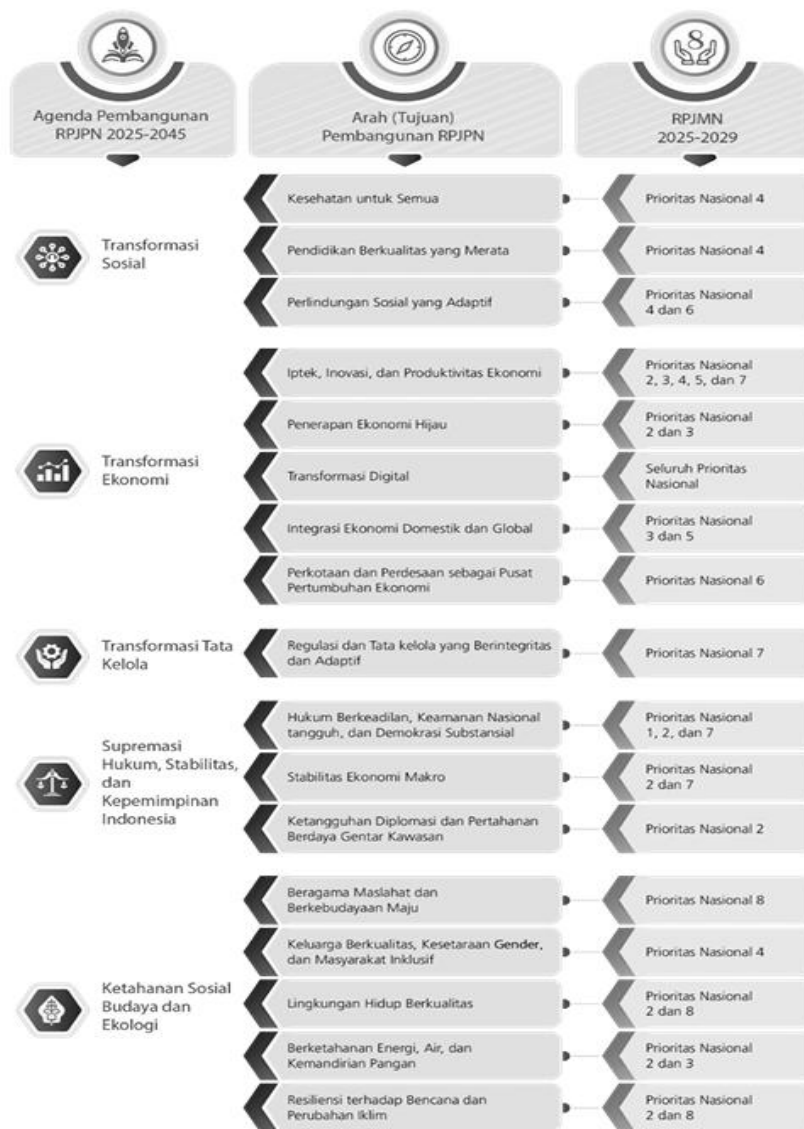 Agenda Pembangunan
RPJPN 2025-2045
Arah (Tujuan)
Pembangunan RPJPN
8
RPJMN
2025-2029
Transformasi
Sosial
Kesehatan untuk Semua
Prioritas Nasional 4
Pendidikan Berkualitas yang Merata
Prioritas Nasional 4
Perlindungan Sosial yang Adaptif
Prioritas Nasional
4 dan 6
Transformasi
Ekonomi
Iptek, Inovasi, dan Produktivitas Ekonomi
Prioritas Nasional
2, 3, 4, 5, dan 7
Penerapan Ekonomi Hijau
Prioritas Nasional
2 dan 3
Transformasi Digital
Seluruh Prioritas
Nasional
Integrasi Ekonomi Domestik dan Global
Prioritas Nasional
3 dan 5
Perkotaan dan Perdesaan sebagai Pusat
Pertumbuhan Ekonomi
Prioritas Nasional 6
Transformasi Tata
Kelola
Regulasi dan Tata kelola yang Berintegritas
dan Adaptif
Prioritas Nasional 7
Supremasi
Hukum, Stabilitas,
dan
Kepemimpinan
Indonesia
Hukum Berkeadilan, Keamanan Nasional
tangguh, dan Demokrasi Substansial
Prioritas Nasional
1, 2, dan 7
Stabilitas Ekonomi Makro
Prioritas Nasional
2 dan 7
Ketangguhan Diplomasi dan Pertahanan
Berdaya Gentar Kawasan
Prioritas Nasional 2
Ketahanan Sosial
Budaya dan
Ekologi
Beragama Maslahat dan
Berkebudayaan Maju
Prioritas Nasional 8
Keluarga Berkualitas, Kesetaraan Gender,
dan Masyarakat Inklusif
Prioritas Nasional 4
Lingkungan Hidup Berkualitas
Prioritas Nasional
2 dan 8
Berketahanan Energi, Air, dan
Kemandirian Pangan
Prioritas Nasional
2 dan 3
Resiliensi terhadap Bencana dan
Perubahan Iklim
Prioritas Nasional
2 dan 8